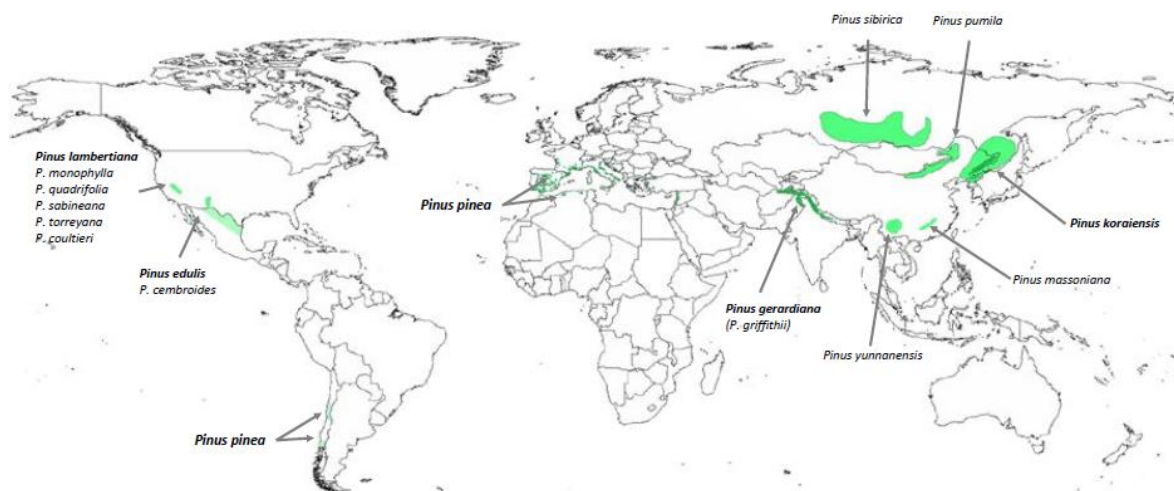 Pinus sibirica
Pinus pumila
Pinus lambertiana
P. monophylla
P. quadrifolia
P. sabineana
P. torreyana
P. coultieri
Pinus pinea
Pinus koraiensis
Pinus edulis
P. cembroides
Pinus massoniana
Pinus gerardiana
(P. griffithii)
Pinus yunnanensis
Pinus pinea